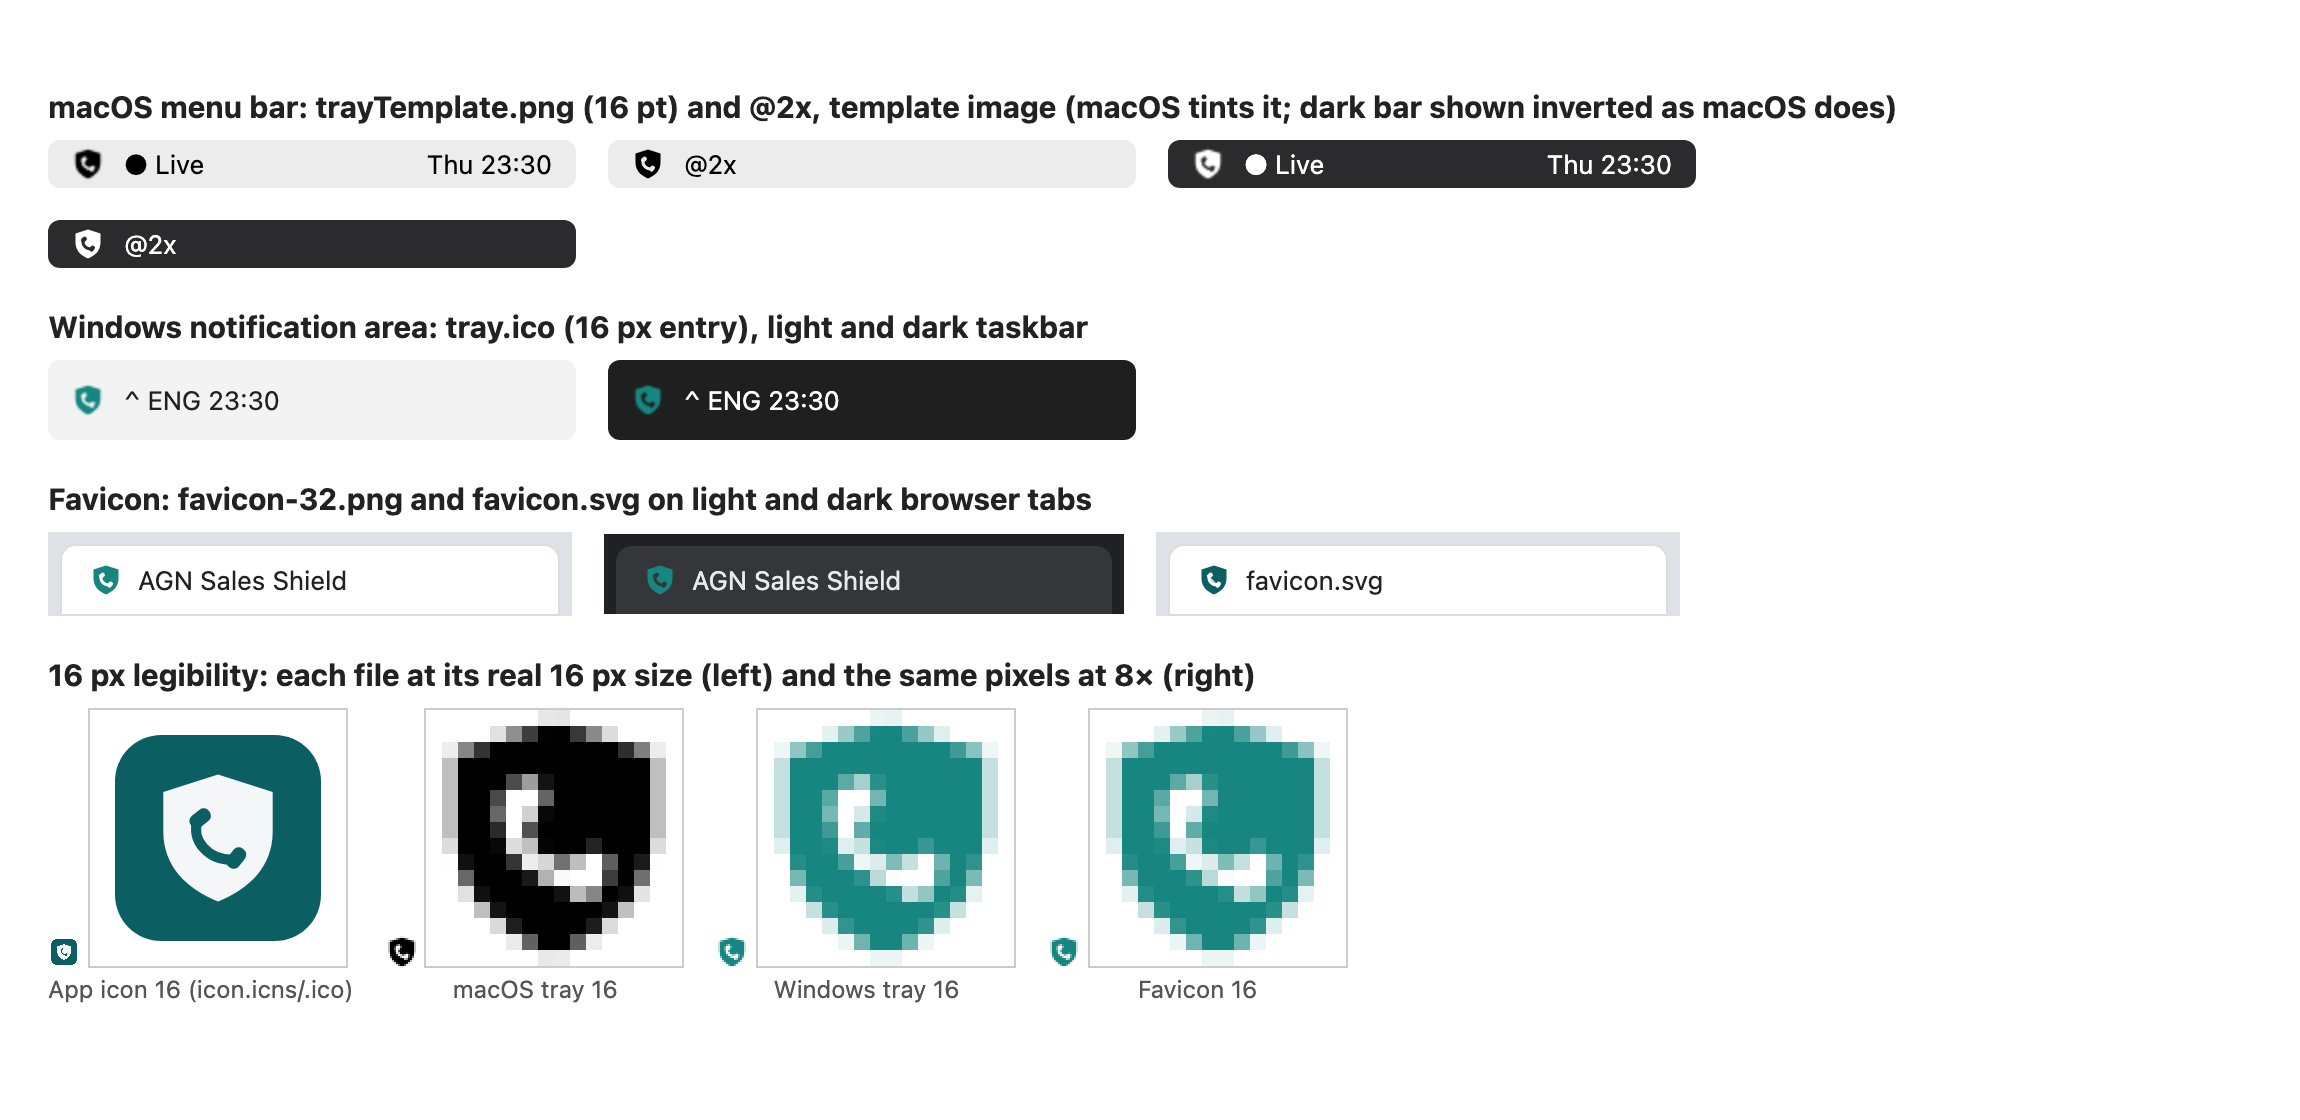 macOS menu bar: trayTemplate.png (16 pt) and @2x, template image (macOS tints it; dark bar shown inverted as macOS does)
● Live Thu 23:30
@2x
● Live Thu 23:30
@2x
Windows notification area: tray.ico (16 px entry), light and dark taskbar
^ ENG 23:30
^ ENG 23:30
Favicon: favicon-32.png and favicon.svg on light and dark browser tabs
AGN Sales Shield
AGN Sales Shield
favicon.svg
16 px legibility: each file at its real 16 px size (left) and the same pixels at 8× (right)
App icon 16 (icon.icns/.ico)
macOS tray 16
Windows tray 16
Favicon 16